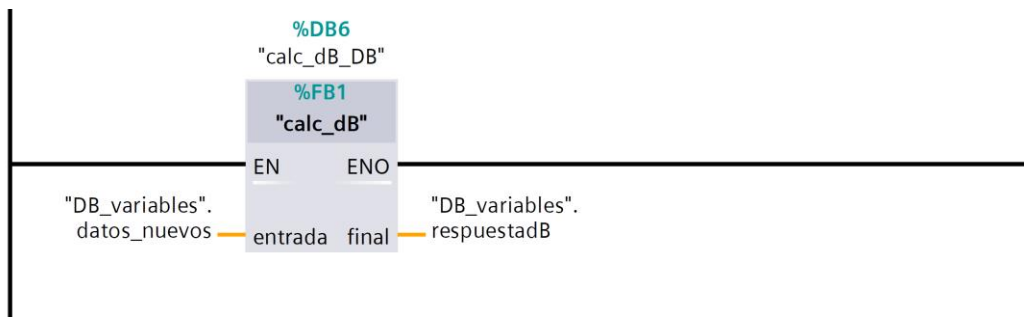 %DB6
"calc_dB_DB"
%FB1
"calc_dB"
EN ENO
"DB_variables".
datos_nuevos
entrada final
"DB_variables".
respuestadB